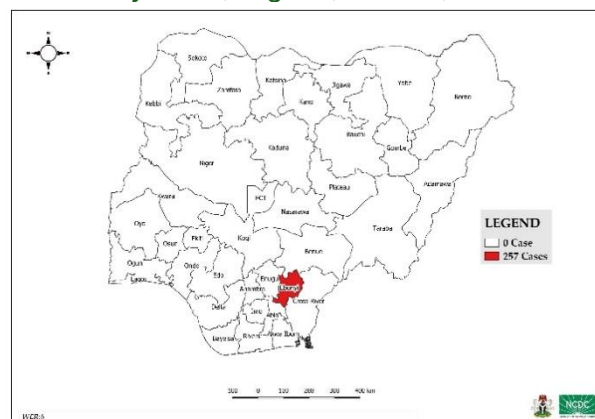 N
Sokoto
Katsina
Jigawa
Yobe
Borno
Zamfara
Kano
Kebbi
Bauchi
Gombe
Kaduna
Niger
Adamawa
Plateau
FCT
Kwara
Nasarawa
Taraba
Oyo
Ekiti
Kogi
Osun
Benue
Ogun
Ondo
Edo
Enugu
Ebonyi
Lagos
Anambra
Cross River
Delta
Imo
Abia
Bayelsa
Rivers
Akwa Ibom
LEGEND
0 Case
257 Cases
100 0 100 200 300 400 km
NCDC